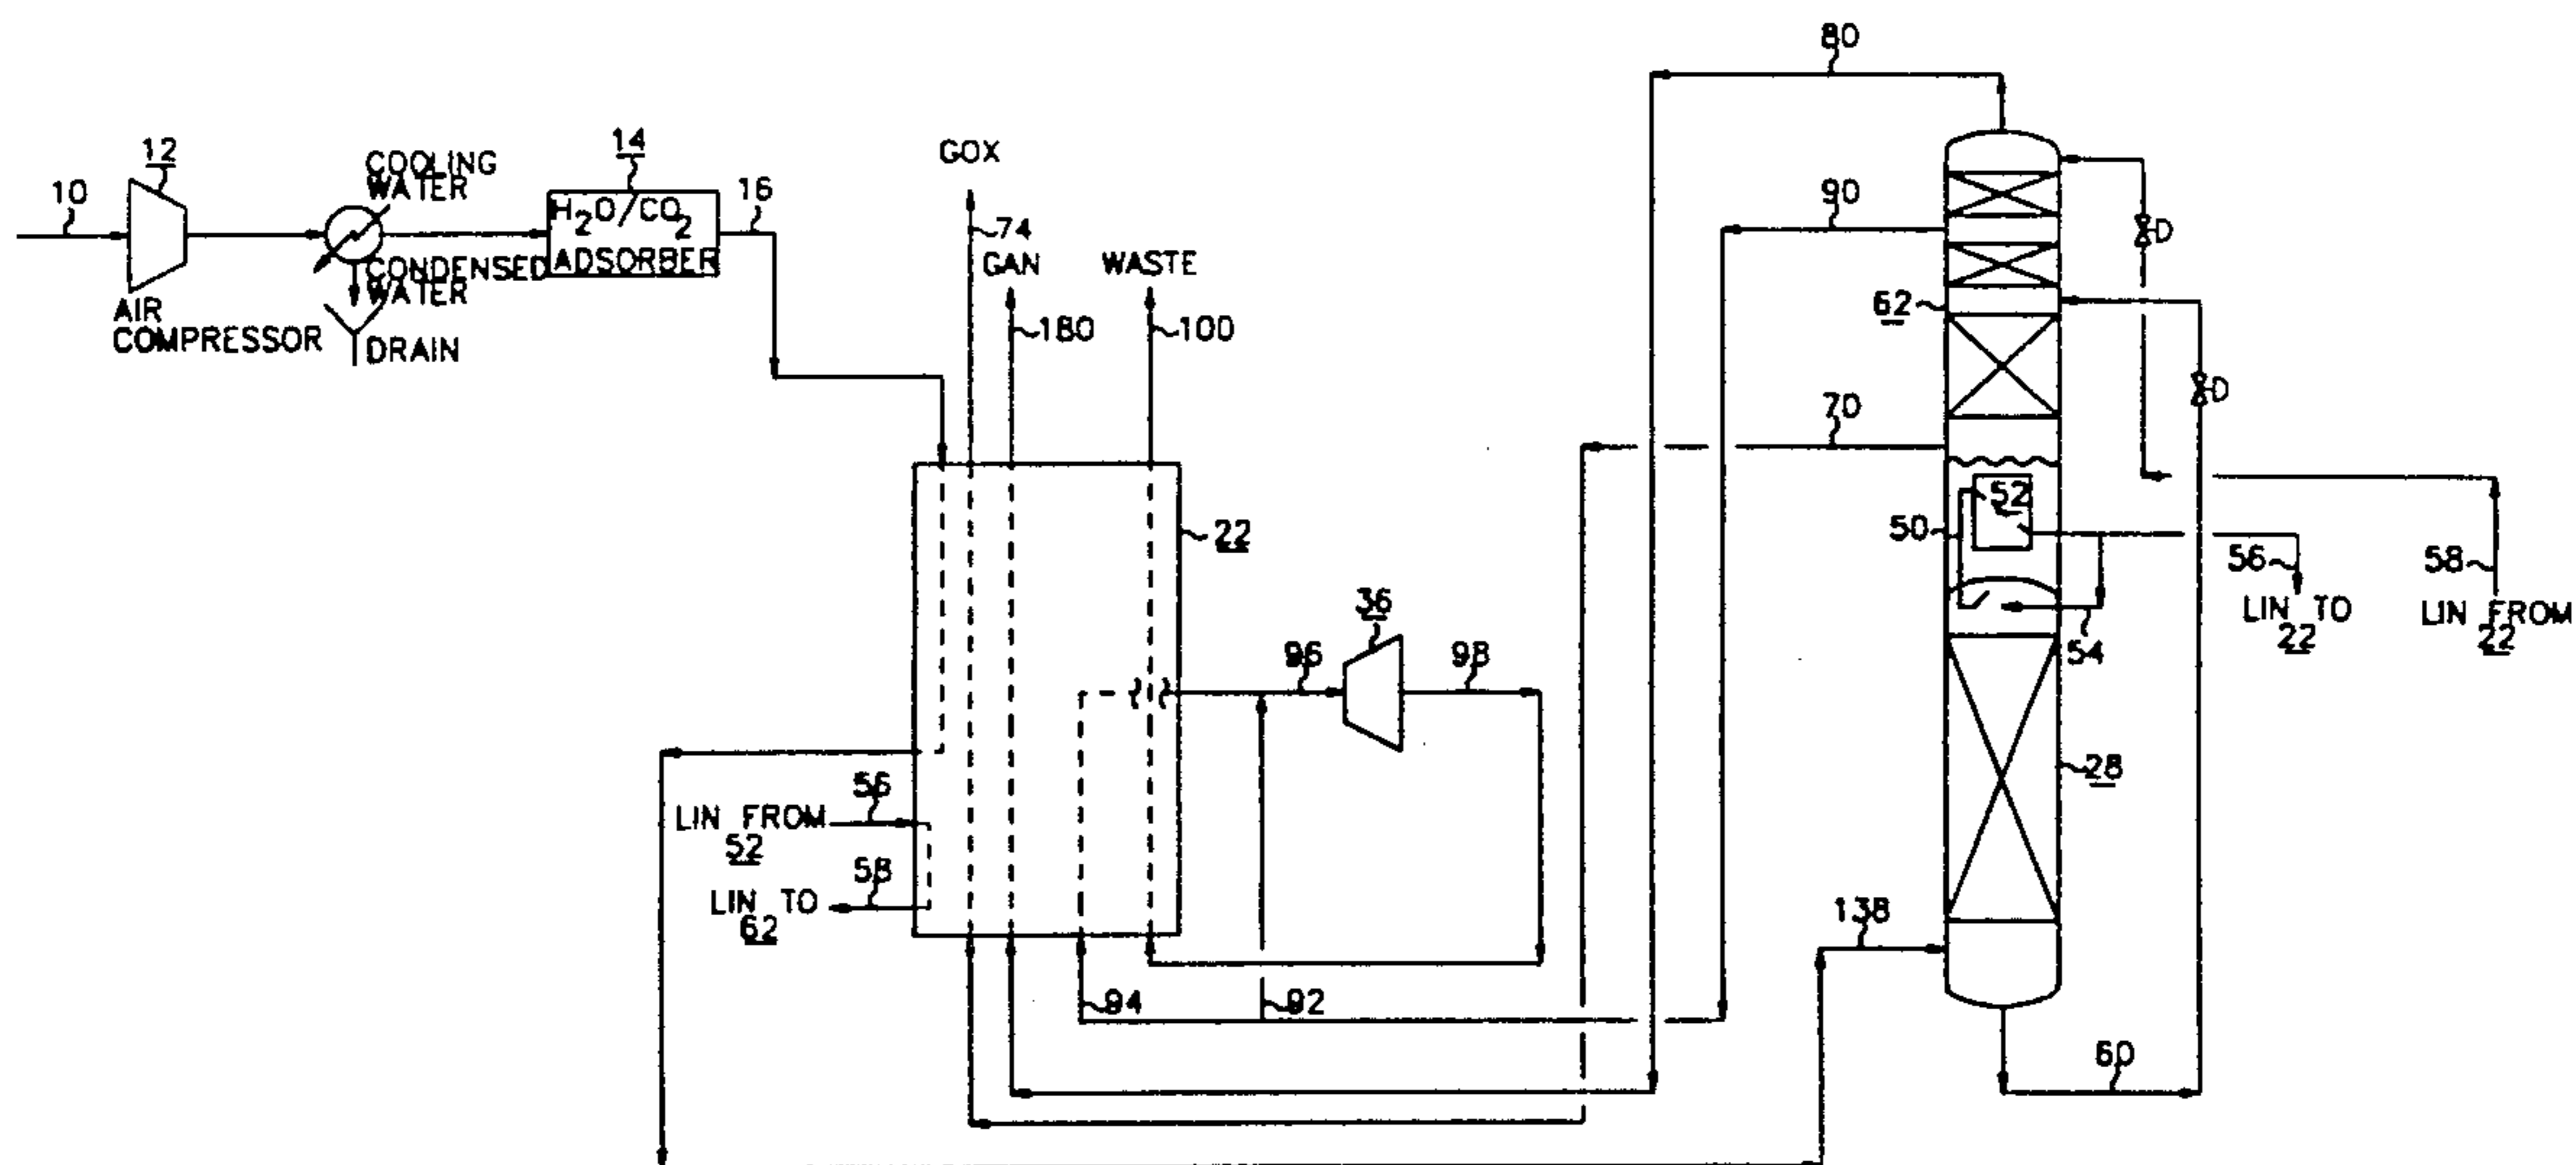 80
12
COOLING
WATER
14
GOX
10
H2O/CO2
16
90
ADSORBER
74
D
CONDENSED
WATER
GAN
WASTE
AIR
COMPRESSOR
DRAIN
180
100
62
D
70
52
22
50
56
58
LIN TO
22
LIN FROM
22
36
54
96
98
28
56
LIN FROM
52
58
LIN TO
62
138
94
92
60